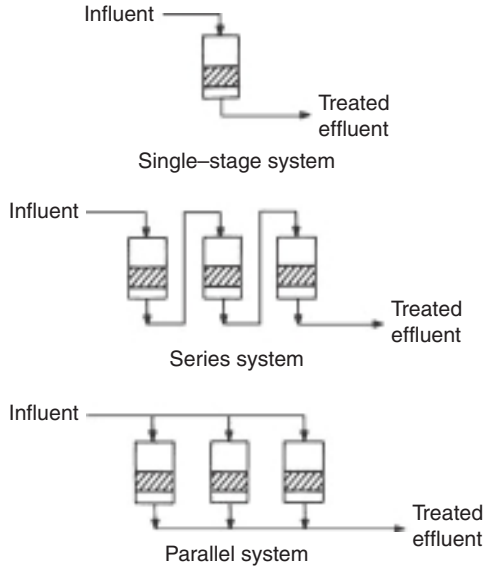 Influent
Treated
effluent
Single–stage system
Influent
Treated
effluent
Series system
Influent
Treated
effluent
Parallel system